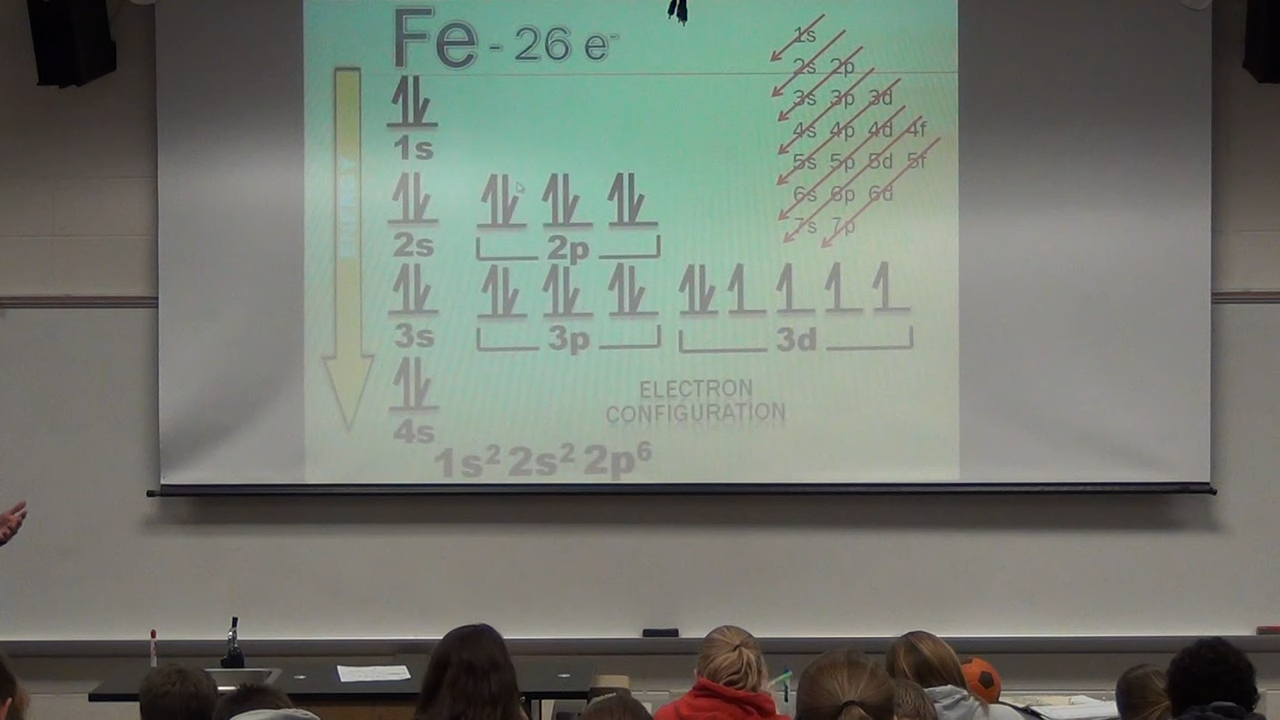 Fe - 26 e⁻
1s
2s 2p
3s 3p 3d
4s 4p 4d 4f
5s 5p 5d 5f
6s 6p 6d
7s 7p
ENERGY
1s
2s 2p
3s 3p 3d
4s
ELECTRON
CONFIGURATION
1s² 2s² 2p⁶